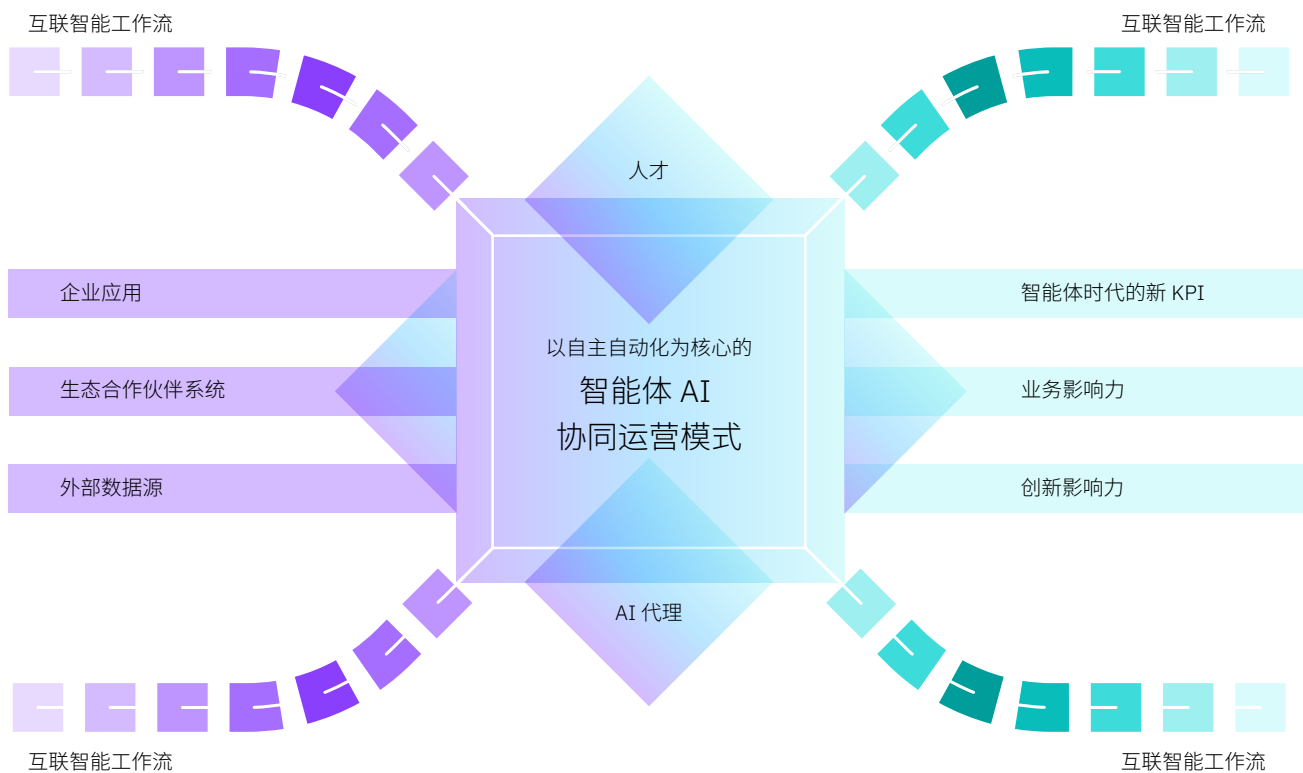 互联智能工作流
互联智能工作流
人才
企业应用
智能体时代的新 KPI
以自主自动化为核心的
智能体 AI
协同运营模式
生态合作伙伴系统
业务影响力
外部数据源
创新影响力
AI 代理
互联智能工作流
互联智能工作流